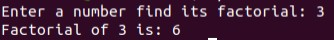 Enter a number find its factorial: 3
Factorial of 3 is: 6